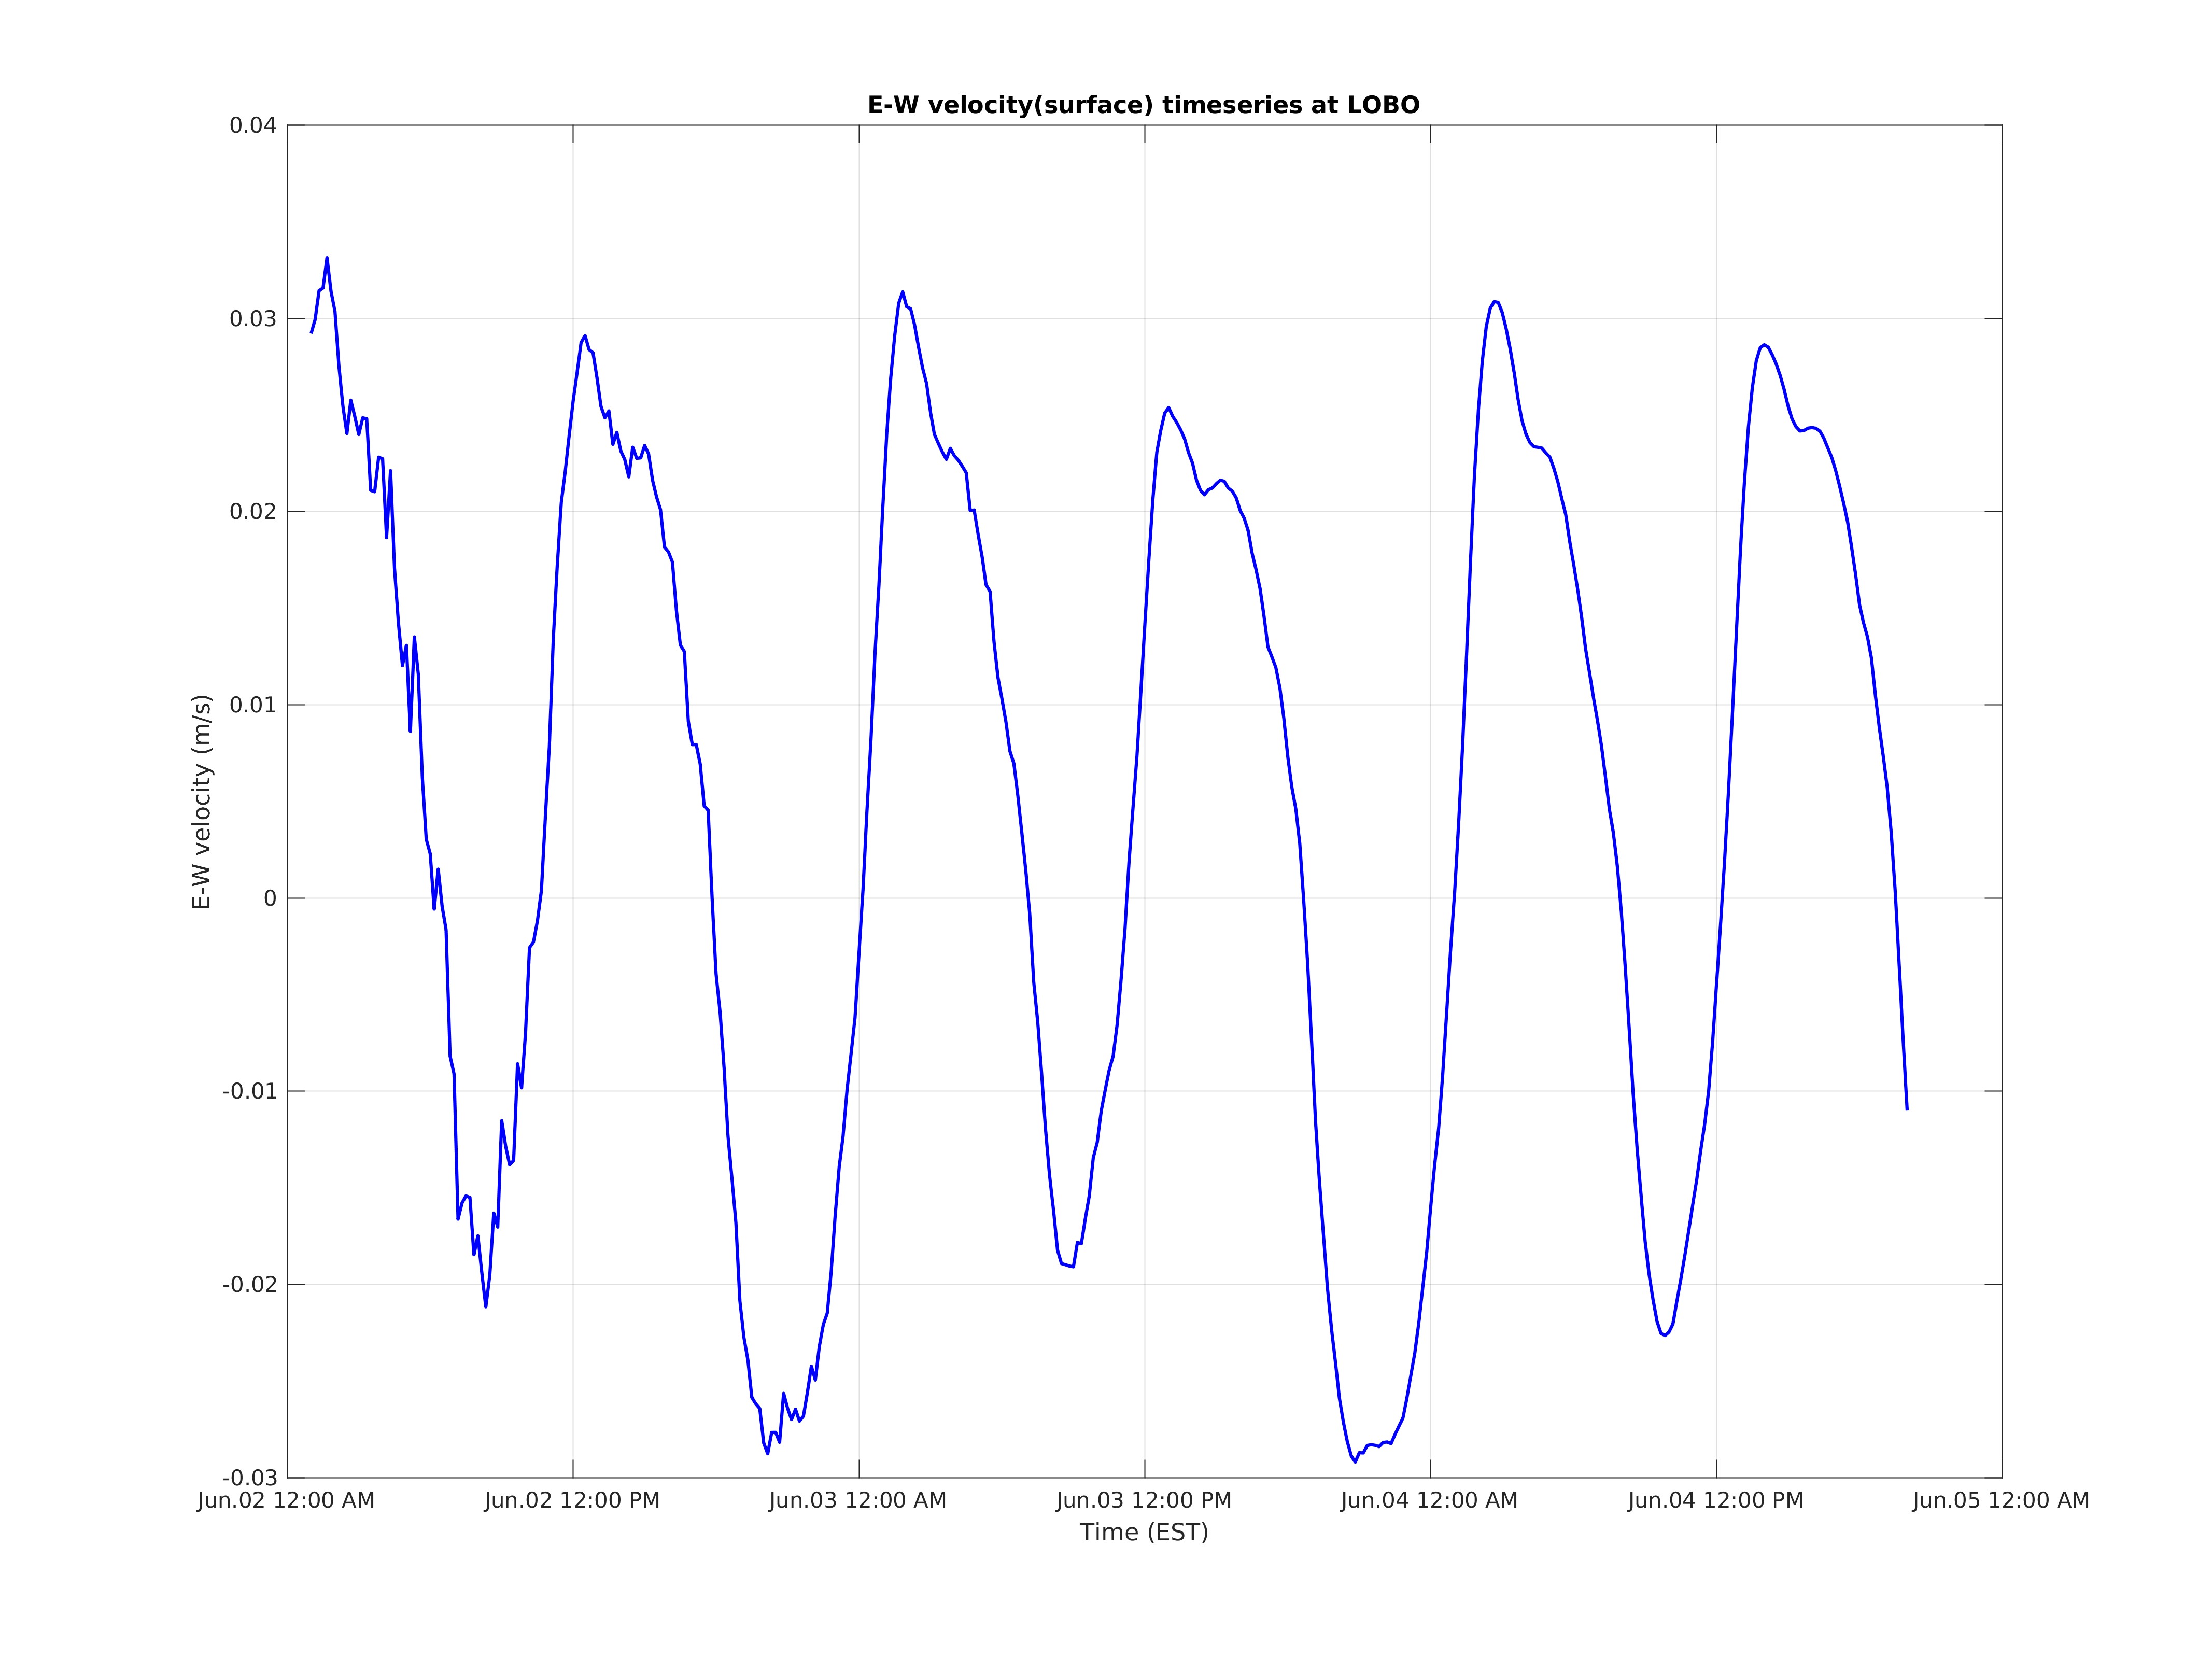 E-W velocity(surface) timeseries at LOBO
0.04
0.03
0.02
0.01
0
-0.01
-0.02
-0.03
E-W velocity (m/s)
Jun.02 12:00 AM Jun.02 12:00 PM Jun.03 12:00 AM Jun.03 12:00 PM Jun.04 12:00 AM Jun.04 12:00 PM Jun.05 12:00 AM
Time (EST)